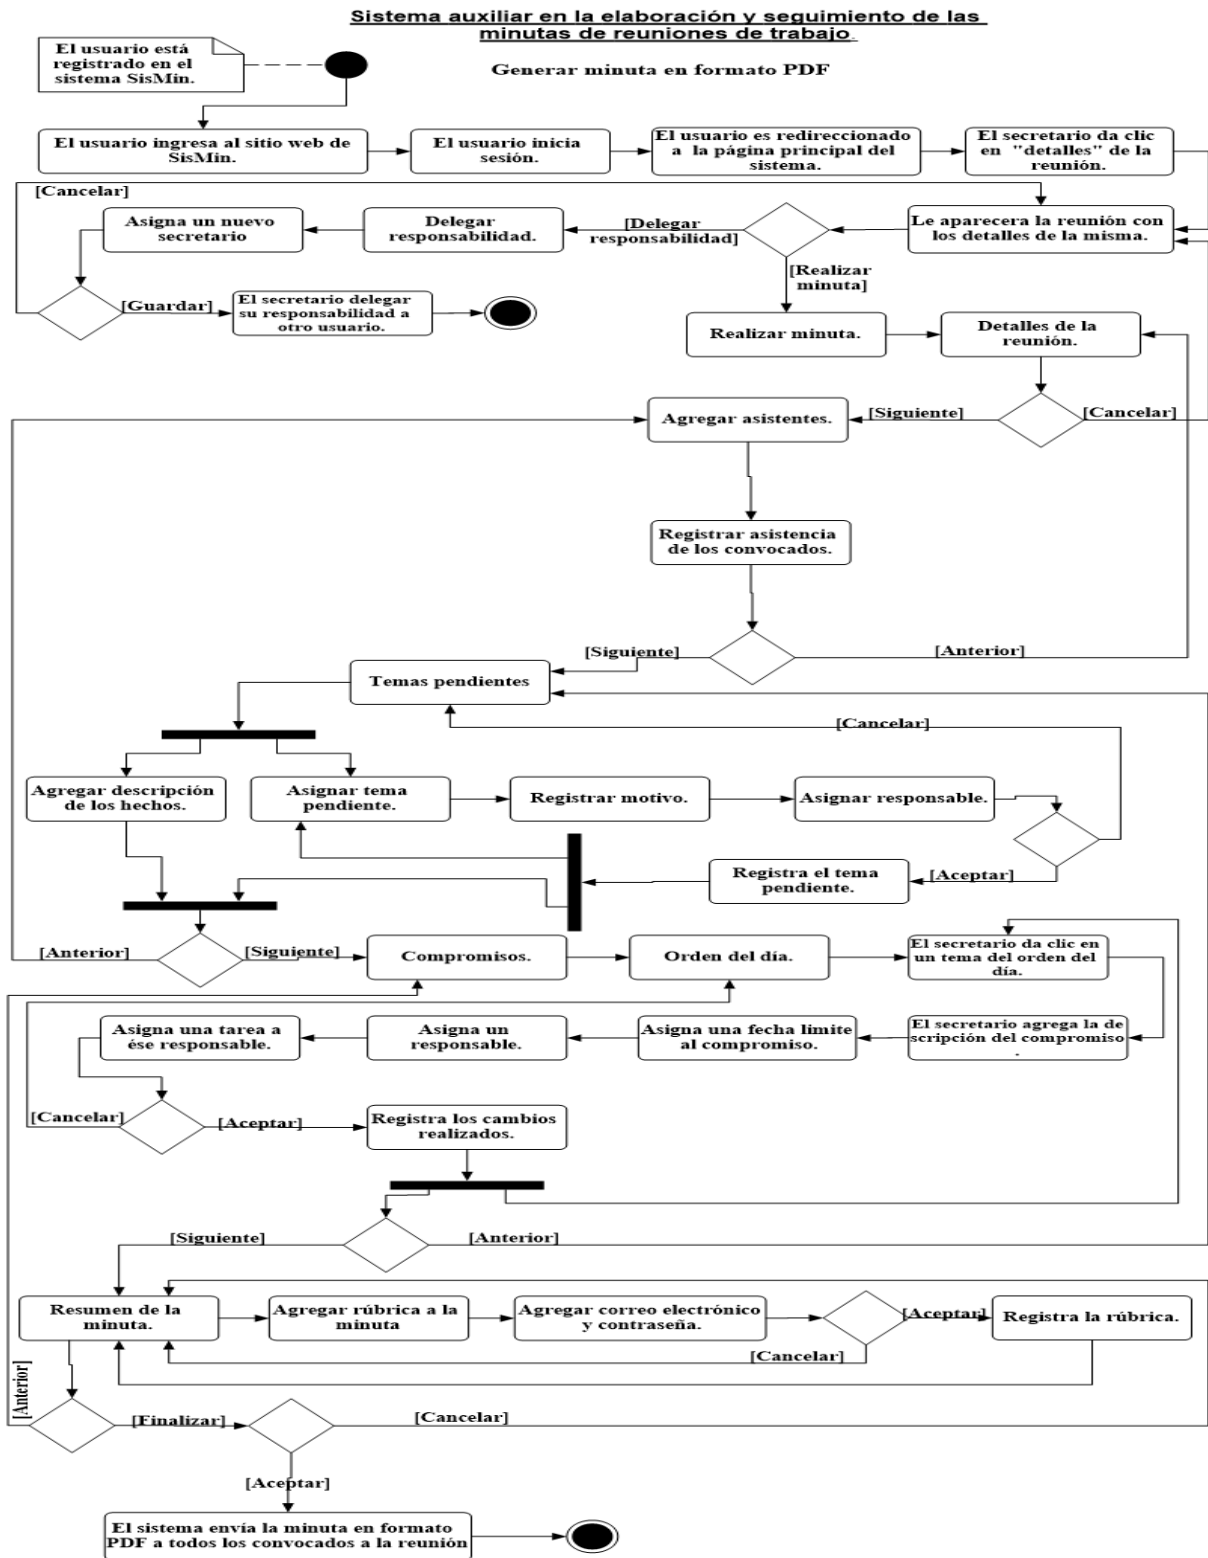 Sistema auxiliar en la elaboración y seguimiento de las
minutas de reuniones de trabajo.
Generar minuta en formato PDF
El usuario está
registrado en el
sistema SisMin.
El usuario ingresa al sitio web de
SisMin.
El usuario inicia
sesión.
El usuario es redireccionado
a la página principal del
sistema.
El secretario da clic
en "detalles" de la
reunión.
[Cancelar]
Asigna un nuevo
secretario
Delegar
responsabilidad.
[Delegar
responsabilidad]
Le aparecera la reunión con
los detalles de la misma.
[Realizar
minuta]
[Guardar]
El secretario delegar
su responsabilidad a
otro usuario.
Realizar minuta.
Detalles de la
reunión.
Agregar asistentes.
[Siguiente]
[Cancelar]
Registrar asistencia
de los convocados.
[Siguiente]
[Anterior]
Temas pendientes
[Cancelar]
Agregar descripción
de los hechos.
Asignar tema
pendiente.
Registrar motivo.
Asignar responsable.
Registra el tema
pendiente.
[Aceptar]
[Anterior]
[Siguiente]
Compromisos.
Orden del día.
El secretario da clic en
un tema del orden del
día.
Asigna una tarea a
ése responsable.
Asigna un
responsable.
Asigna una fecha limite
al compromiso.
El secretario agrega la de
scripción del compromiso
.
[Cancelar]
[Aceptar]
Registra los cambios
realizados.
[Siguiente]
[Anterior]
Resumen de la
minuta.
Agregar rúbrica a la
minuta
Agregar correo electrónico
y contraseña.
[Aceptar]
Registra la rúbrica.
[Cancelar]
[Anterior]
[Finalizar]
[Cancelar]
[Aceptar]
El sistema envía la minuta en formato
PDF a todos los convocados a la reunión